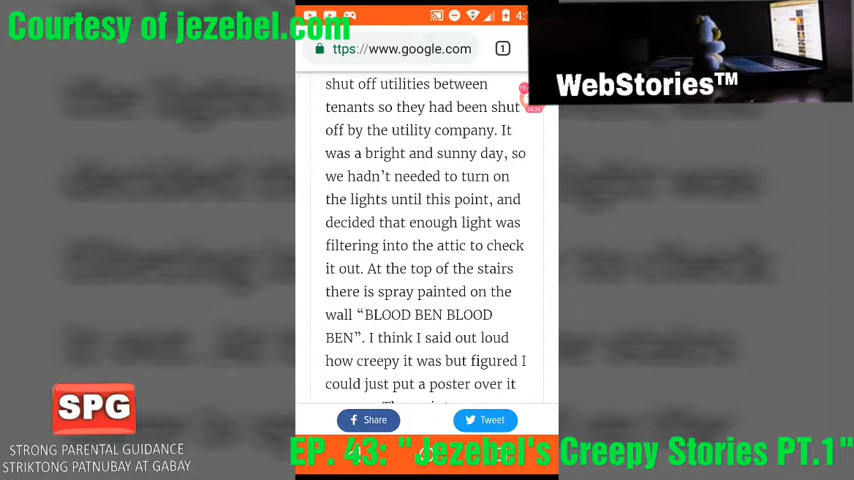 Courtesy of jezebel.com
ttps://www.google.com
1
WebStories™
shut off utilities between
tenants so they had been shut
off by the utility company. It
was a bright and sunny day, so
we hadn't needed to turn on
the lights until this point, and
decided that enough light was
filtering into the attic to check
it out. At the top of the stairs
there is spray painted on the
wall “BLOOD BEN BLOOD
BEN”. I think I said out loud
how creepy it was but figured I
could just put a poster over it
Share
Tweet
SPG
STRONG PARENTAL GUIDANCE
STRIKTONG PATNUBAY AT GABAY
EP. 43: "Jezebel's Creepy Stories PT.1"